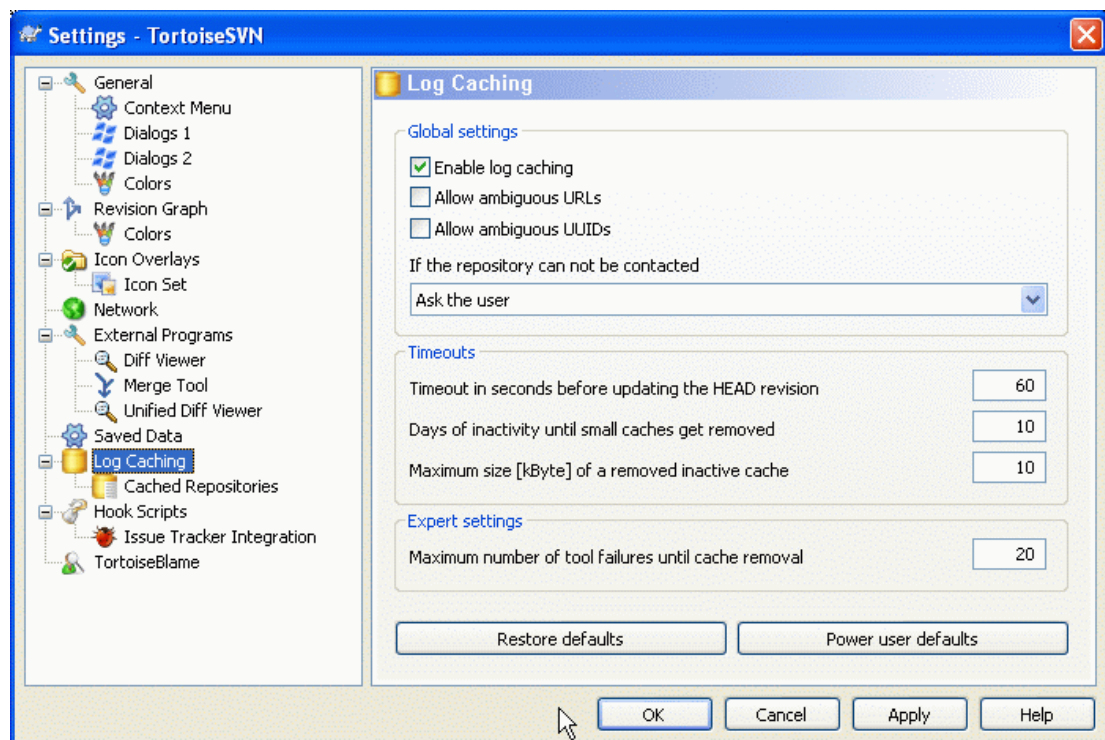 Settings - TortoiseSVN
General
Context Menu
Dialogs 1
Dialogs 2
Colors
Revision Graph
Colors
Icon Overlays
Icon Set
Network
External Programs
Diff Viewer
Merge Tool
Unified Diff Viewer
Saved Data
Log Caching
Cached Repositories
Hook Scripts
Issue Tracker Integration
TortoiseBlame
Log Caching
Global settings
Enable log caching
Allow ambiguous URLs
Allow ambiguous UUIDs
If the repository can not be contacted
Ask the user
Timeouts
Timeout in seconds before updating the HEAD revision 60
Days of inactivity until small caches get removed 10
Maximum size [kByte] of a removed inactive cache 10
Expert settings
Maximum number of tool failures until cache removal 20
Restore defaults Power user defaults
OK Cancel Apply Help